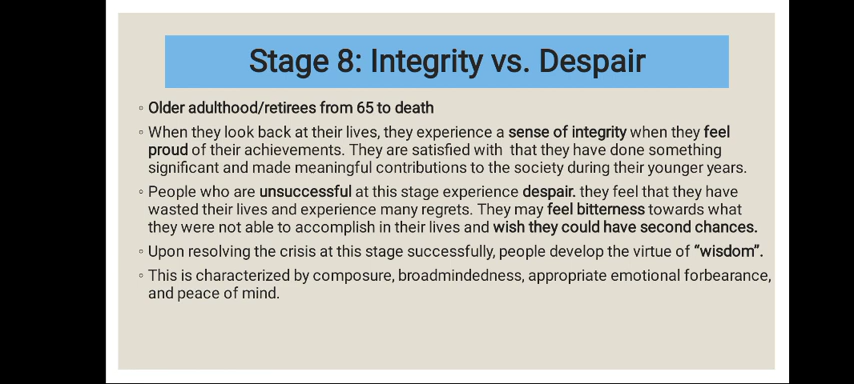 Stage 8: Integrity vs. Despair
◦ Older adulthood/retirees from 65 to death
◦ When they look back at their lives, they experience a sense of integrity when they feel
proud of their achievements. They are satisfied with  that they have done something
significant and made meaningful contributions to the society during their younger years.
◦ People who are unsuccessful at this stage experience despair. they feel that they have
wasted their lives and experience many regrets. They may feel bitterness towards what
they were not able to accomplish in their lives and wish they could have second chances.
◦ Upon resolving the crisis at this stage successfully, people develop the virtue of “wisdom”.
◦ This is characterized by composure, broadmindedness, appropriate emotional forbearance,
and peace of mind.